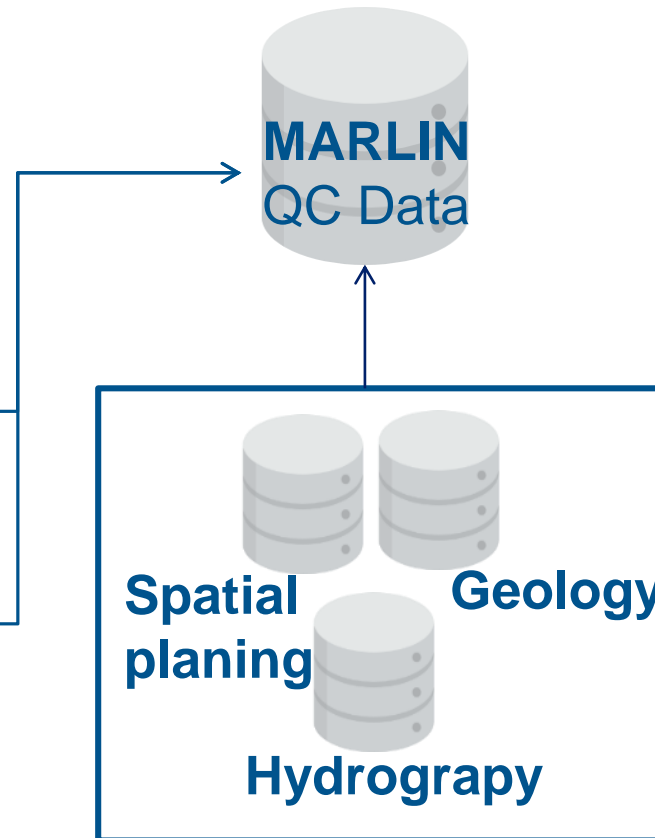 MARLIN
QC Data
Spatial
planing
Geology
Hydrograpy